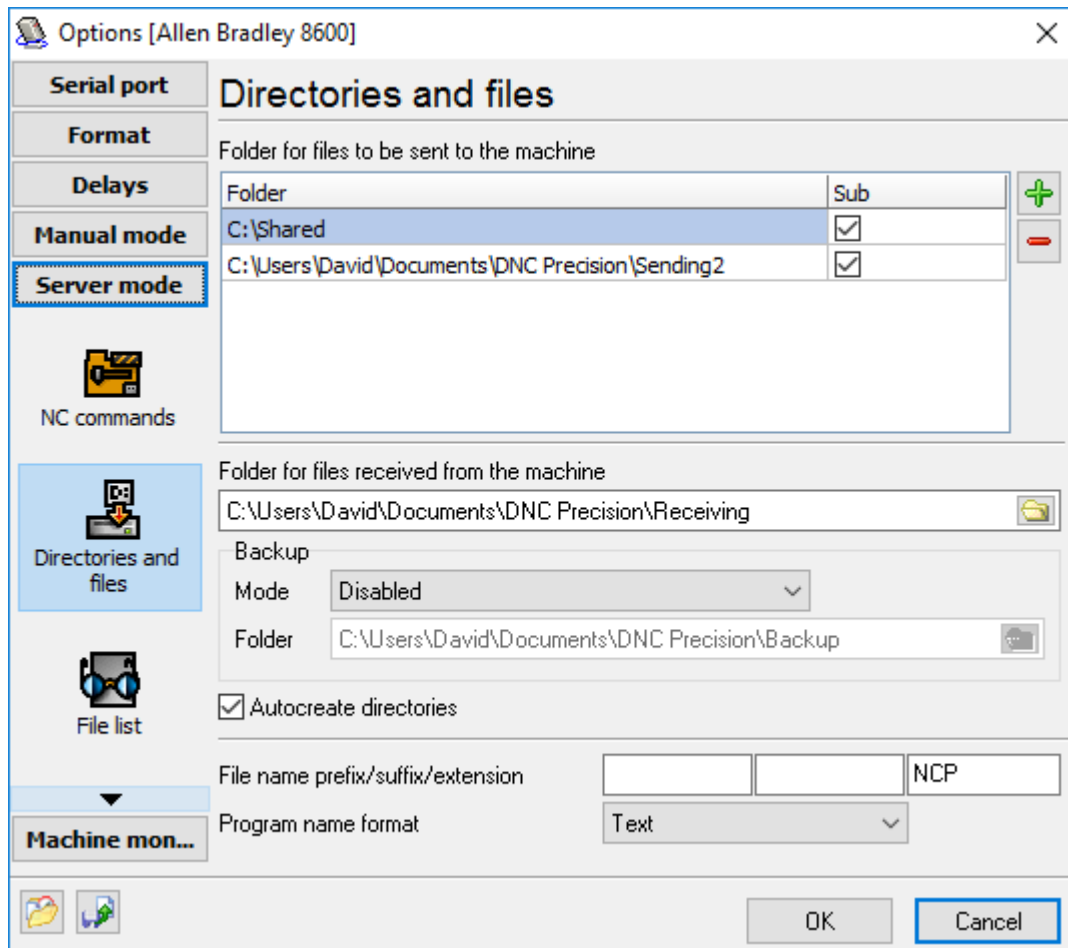 Options [Allen Bradley 8600]
Serial port
Format
Delays
Manual mode
Server mode
NC commands
Directories and
files
File list
Machine mon...
Directories and files
Folder for files to be sent to the machine
Folder Sub
C:\Shared
C:\Users\David\Documents\DNC Precision\Sending2
Folder for files received from the machine
C:\Users\David\Documents\DNC Precision\Receiving
Backup
Mode Disabled
Folder C:\Users\David\Documents\DNC Precision\Backup
Autocreate directories
File name prefix/suffix/extension NCP
Program name format Text
OK Cancel